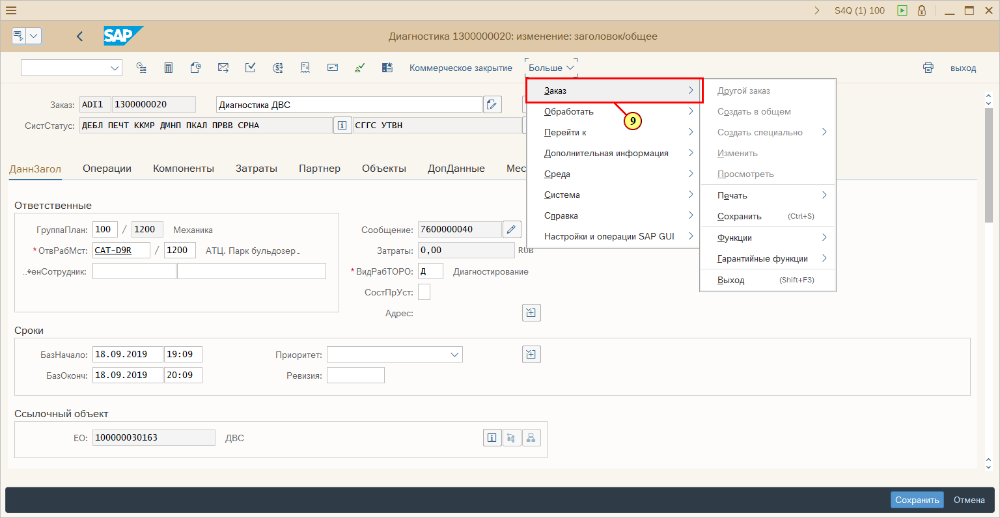 S4Q (1) 100
SAP
Диагностика 1300000020: изменение: заголовок/общее
Коммерческое закрытие
Больше
выход
Заказ: ADI1 1300000020 Диагностика ДВС
СистСтатус: ДЕБЛ ПЕЧТ ККМР ДМНП ПКАЛ ПРВВ СРНА СГГС УТВН
Заказ
9
Обработать
Перейти к
Дополнительная информация
Среда
Система
Справка
Настройки и операции SAP GUI
Другой заказ
Создать в общем
Создать специально
Изменить
Просмотреть
Печать
Сохранить (Ctrl+S)
Функции
Гарантийные функции
Выход (Shift+F3)
ДаннЗагол Операции Компоненты Затраты Партнер Объекты ДопДанные Мес
Ответственные
ГруппаПлан: 100 / 1200 Механика
* ОтвРабМст: CAT-D9R / 1200 АТЦ. Парк бульдозер...
...енСотрудник:
Сообщение: 7600000040
Затраты: 0,00 RUB
* ВидРабТОРО: Д Диагностирование
СостПрУст:
Адрес:
Сроки
БазНачало: 18.09.2019 19:09 Приоритет:
БазОконч: 18.09.2019 20:09 Ревизия:
Ссылочный объект
ЕО: 100000030163 ДВС
Сохранить Отмена